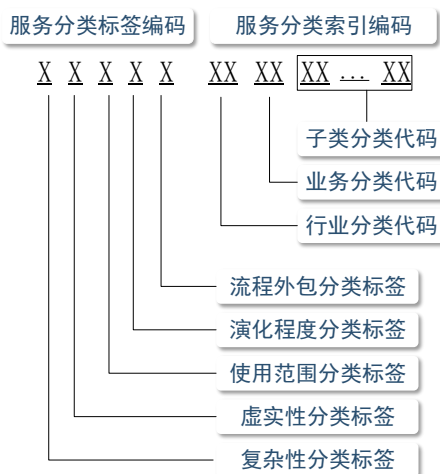 服务分类标签编码 服务分类索引编码
X X X X X XX XX XX ... XX
子类分类代码
业务分类代码
行业分类代码
流程外包分类标签
演化程度分类标签
使用范围分类标签
虚实性分类标签
复杂性分类标签